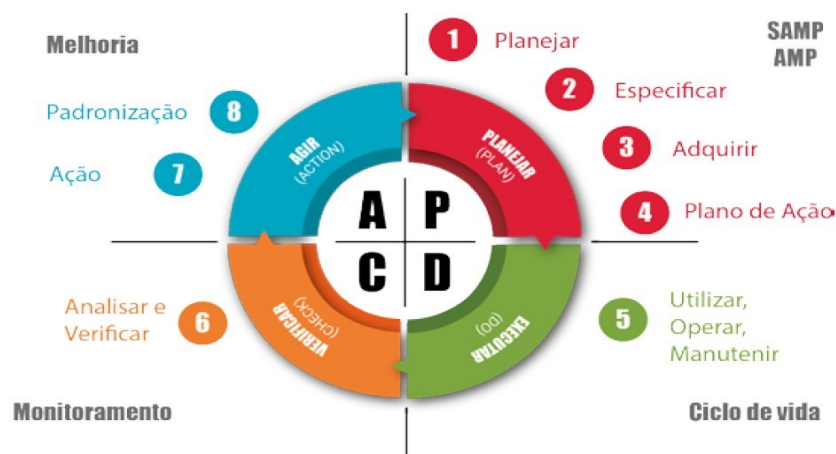 Melhoria
1 Planejar
SAMP
AMP
2 Especificar
3 Adquirir
4 Plano de Ação
Padronização 8
Ação 7
AGIR
(ACTION)
PLANEJAR
(PLAN)
A P
C D
VERIFICAR
(CHECK)
EXECUTAR
(DO)
Analisar e
Verificar
6
5
Utilizar,
Operar,
Manutenir
Monitoramento
Ciclo de vida